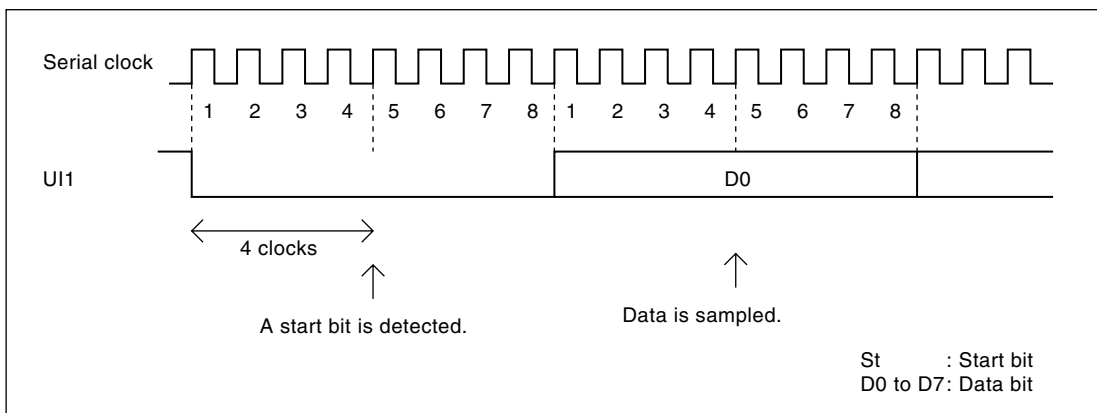 Serial clock
1 2 3 4 5 6 7 8 1 2 3 4 5 6 7 8
UI1
D0
4 clocks
A start bit is detected.
Data is sampled.
St : Start bit
D0 to D7: Data bit